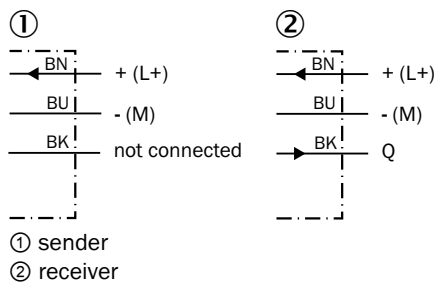 ① ②
BN + (L+) BN + (L+)
BU - (M) BU - (M)
BK not connected BK Q
① sender
② receiver